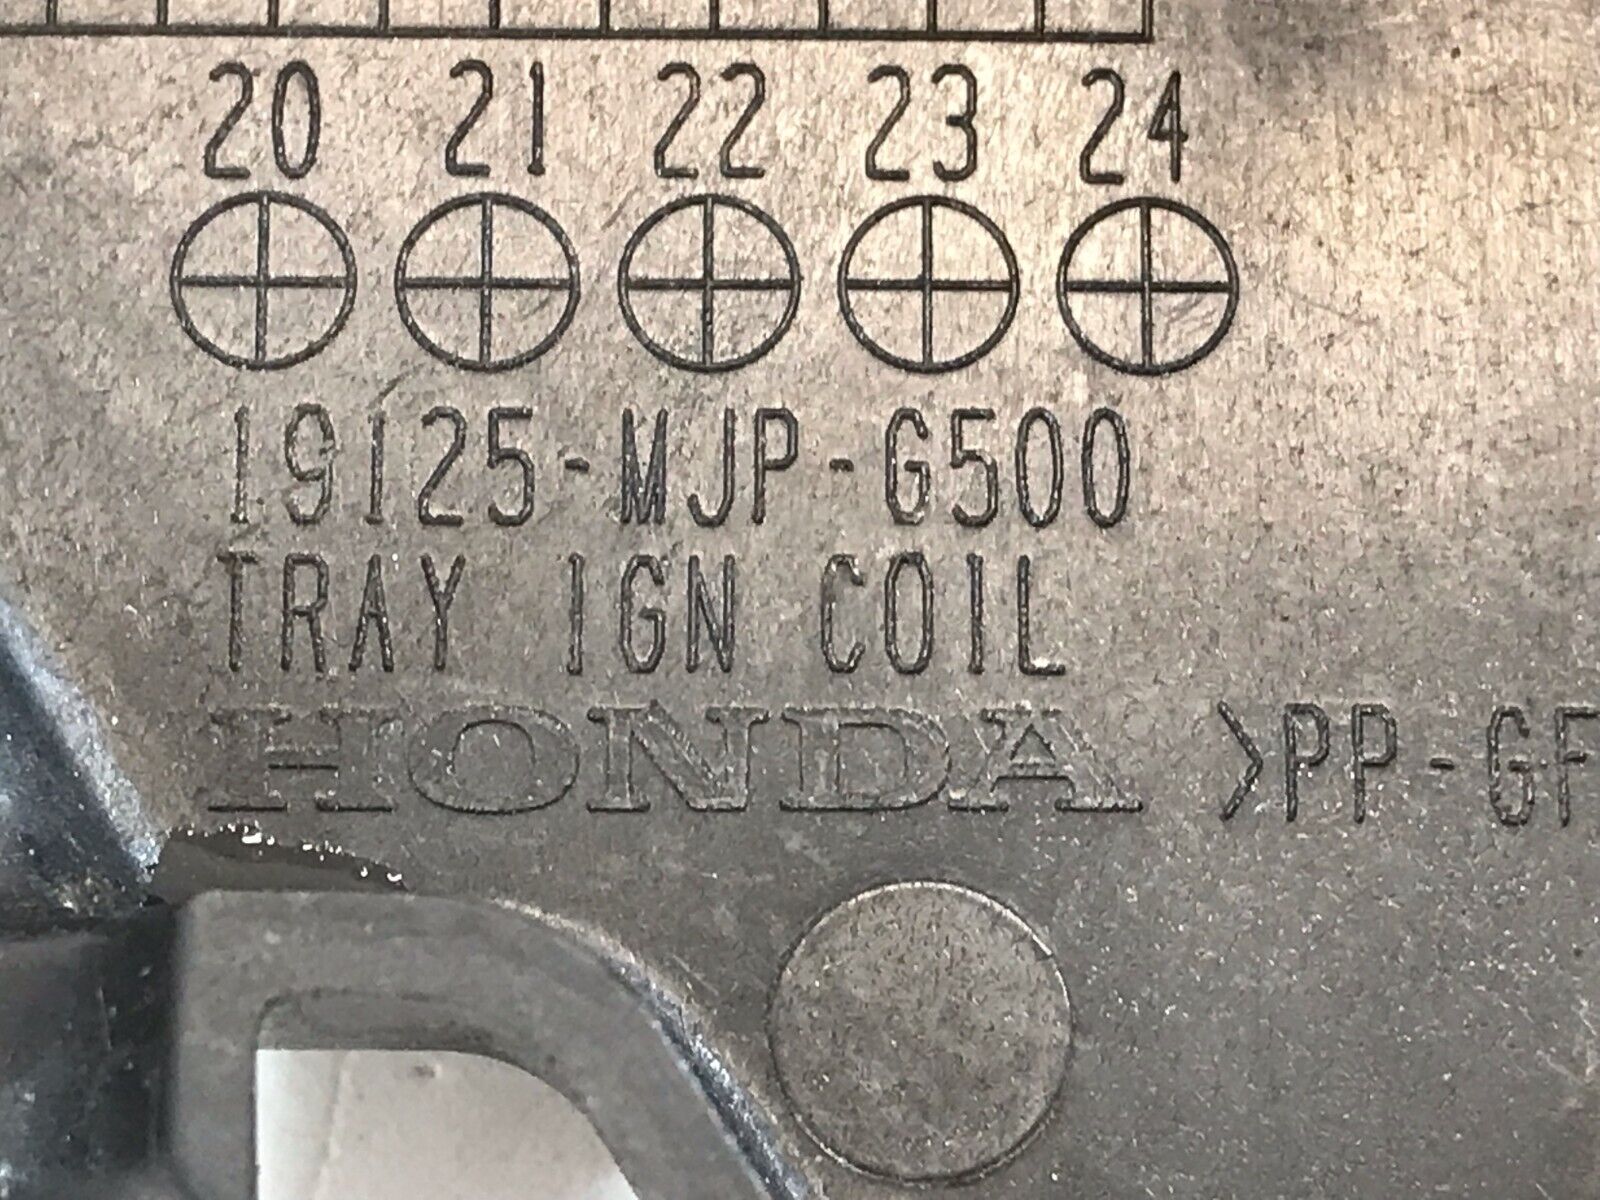 20 21 22 23 24
19125-MJP-G500
TRAY IGN COIL
HONDA >PP-GF